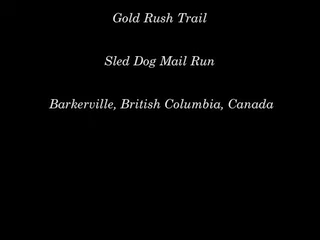 Gold Rush Trail
Sled Dog Mail Run
Barkerville, British Columbia, Canada